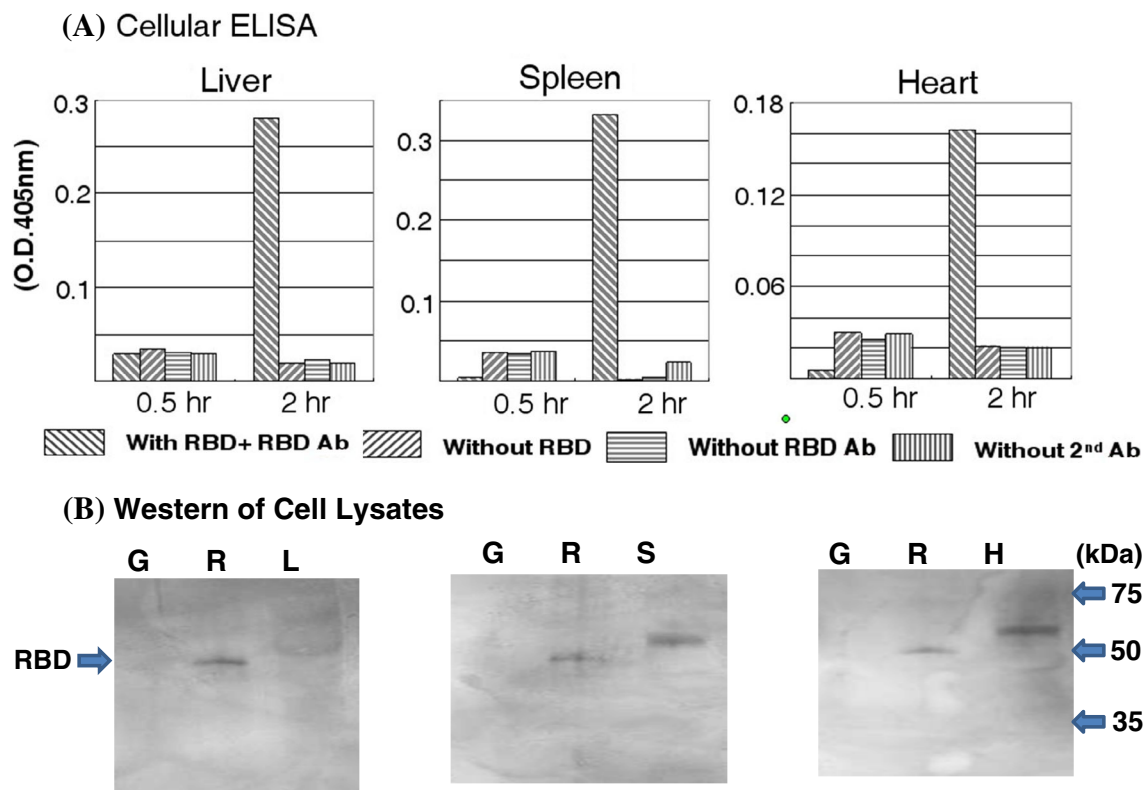 (A) Cellular ELISA
Liver Spleen Heart
(O.D.405nm)
0.3
0.2
0.1
0.3
0.2
0.1
0.18
0.12
0.06
0.5 hr 2 hr 0.5 hr 2 hr 0.5 hr 2 hr
With RBD+ RBD Ab Without RBD Without RBD Ab Without 2nd Ab
(B) Western of Cell Lysates
G R L G R S G R H (kDa)
75
RBD 50
35